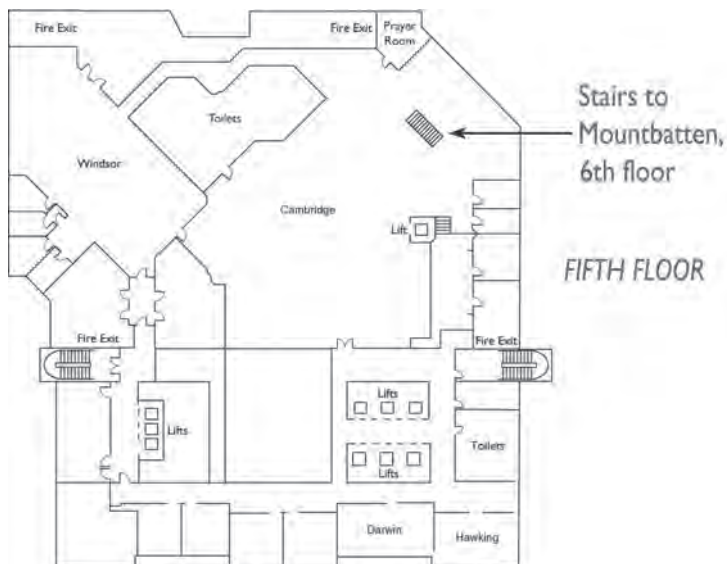 Fire Exit
Fire Exit
Prayer
Room
Toilets
Stairs to
Mountbatten,
6th floor
Windsor
Cambridge
Lift
FIFTH FLOOR
Fire Exit
Fire Exit
Lifts
Lifts
Toilets
Lifts
Darwin
Hawking